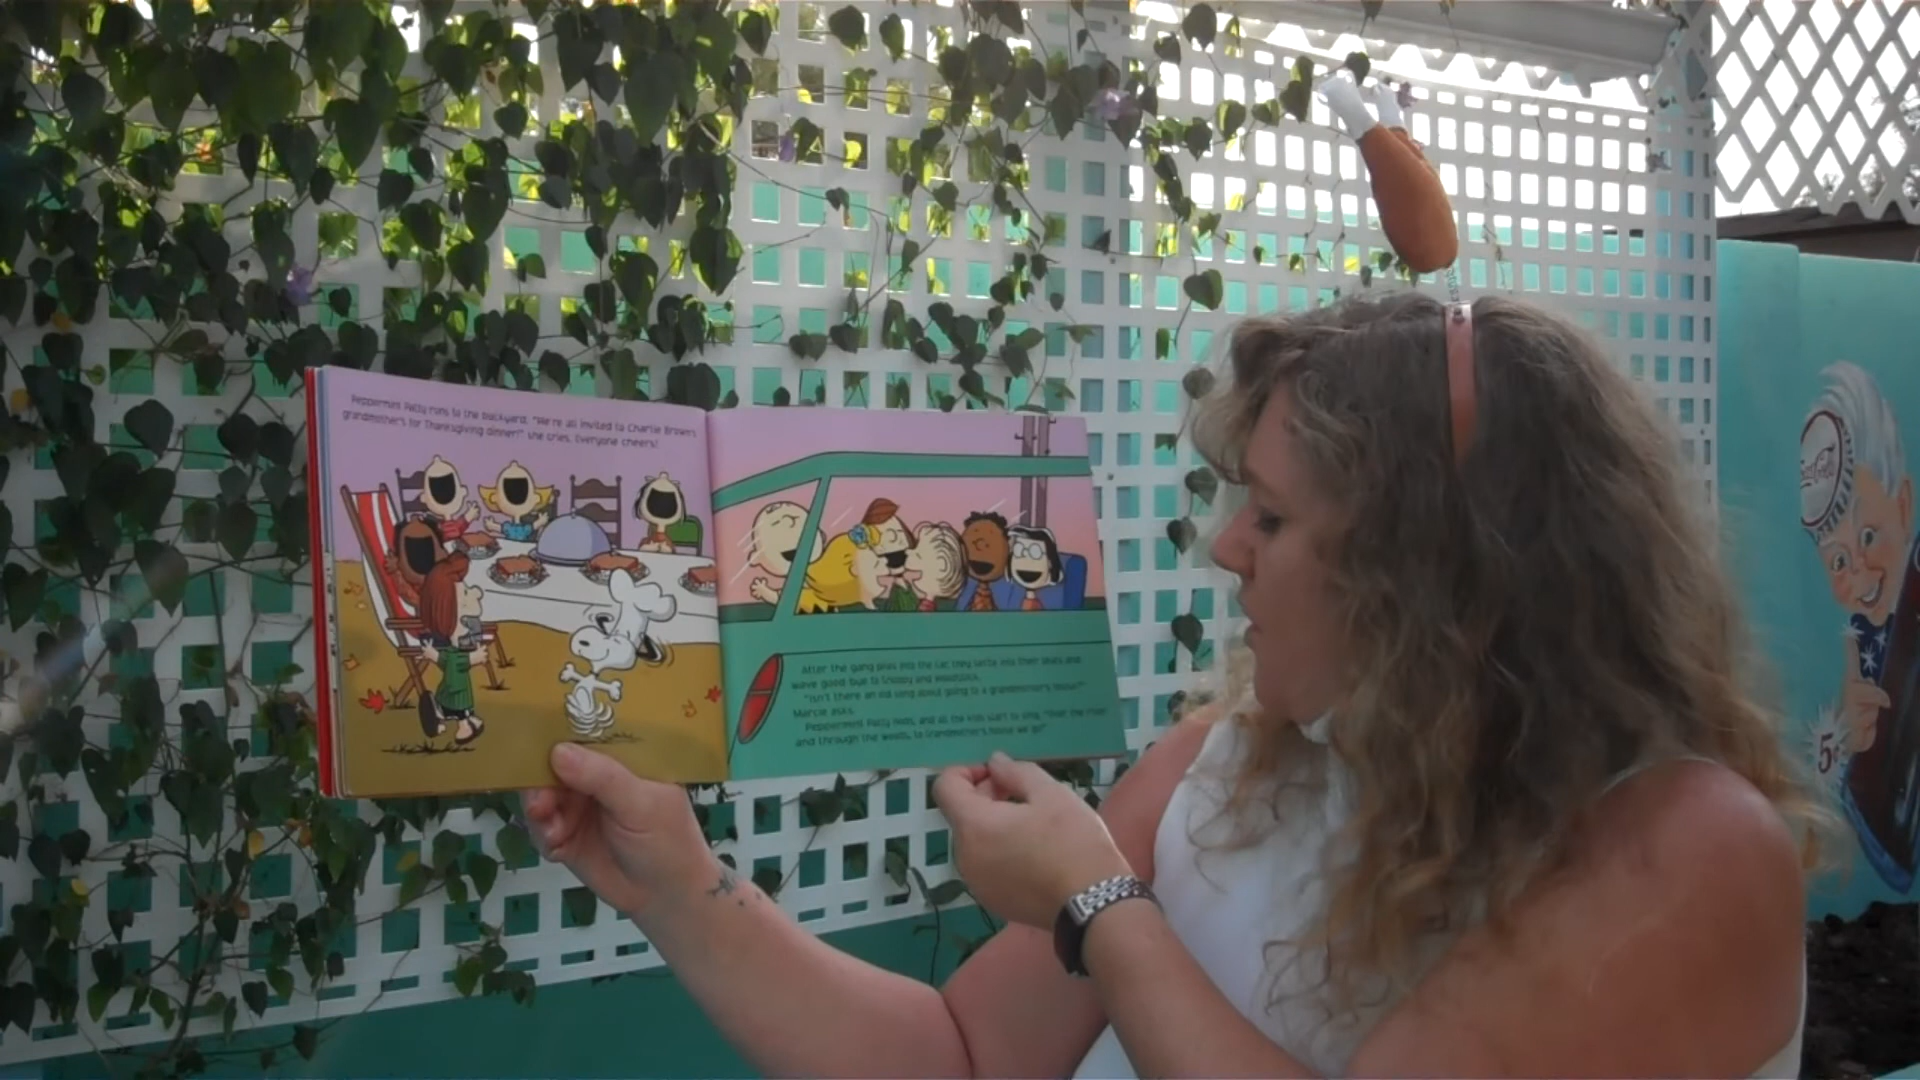 Peppermint Patty runs to the backyard. "We're all invited to Charlie Brown's
grandmother's for Thanksgiving dinner!" she cries. Everyone cheers!
After the gang piles into the car, they settle into their seats and
wave good-bye to Snoopy and Woodstock.
"Isn't there an old song about going to a grandmother's house?"
Marcie asks.
Peppermint Patty nods, and all the kids start to sing, "Over the river
and through the woods, to Grandmother's house we go!"
5¢